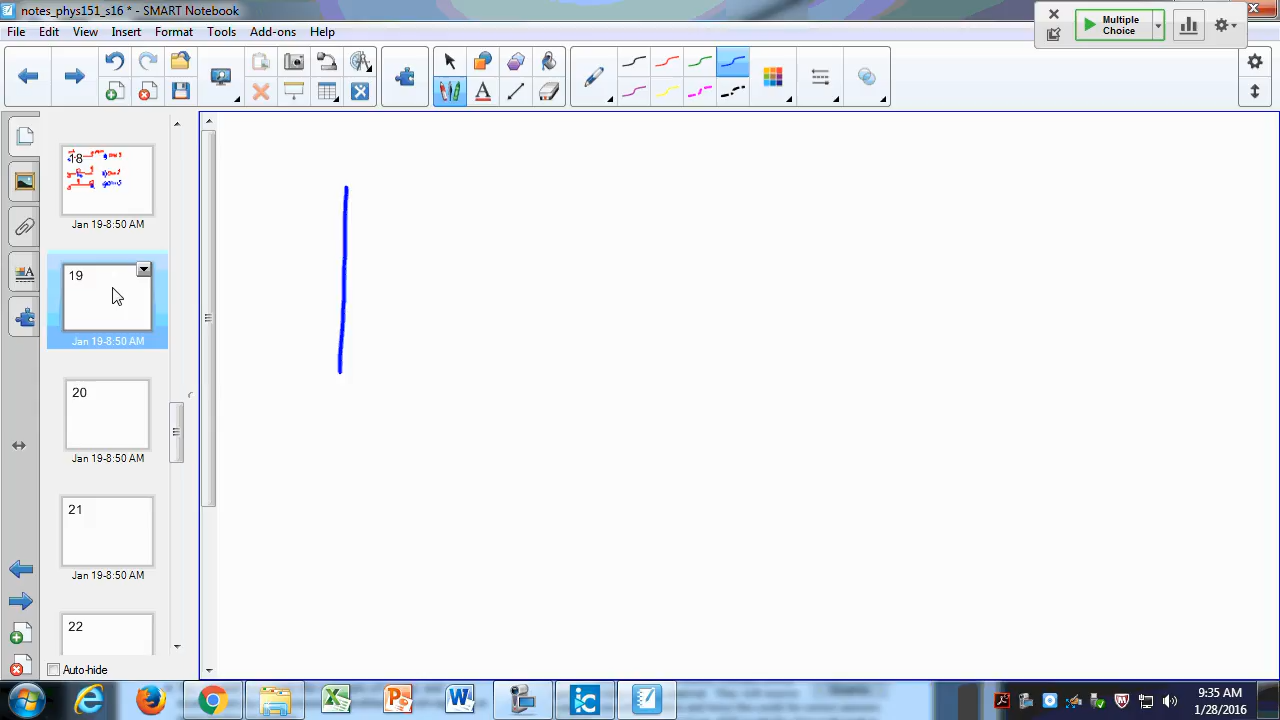 notes_phys151_s16 * - SMART Notebook
File Edit View Insert Format Tools Add-ons Help
Multiple
Choice
18
Jan 19-8:50 AM
19
Jan 19-8:50 AM
20
Jan 19-8:50 AM
21
Jan 19-8:50 AM
22
Auto-hide
9:35 AM
1/28/2016